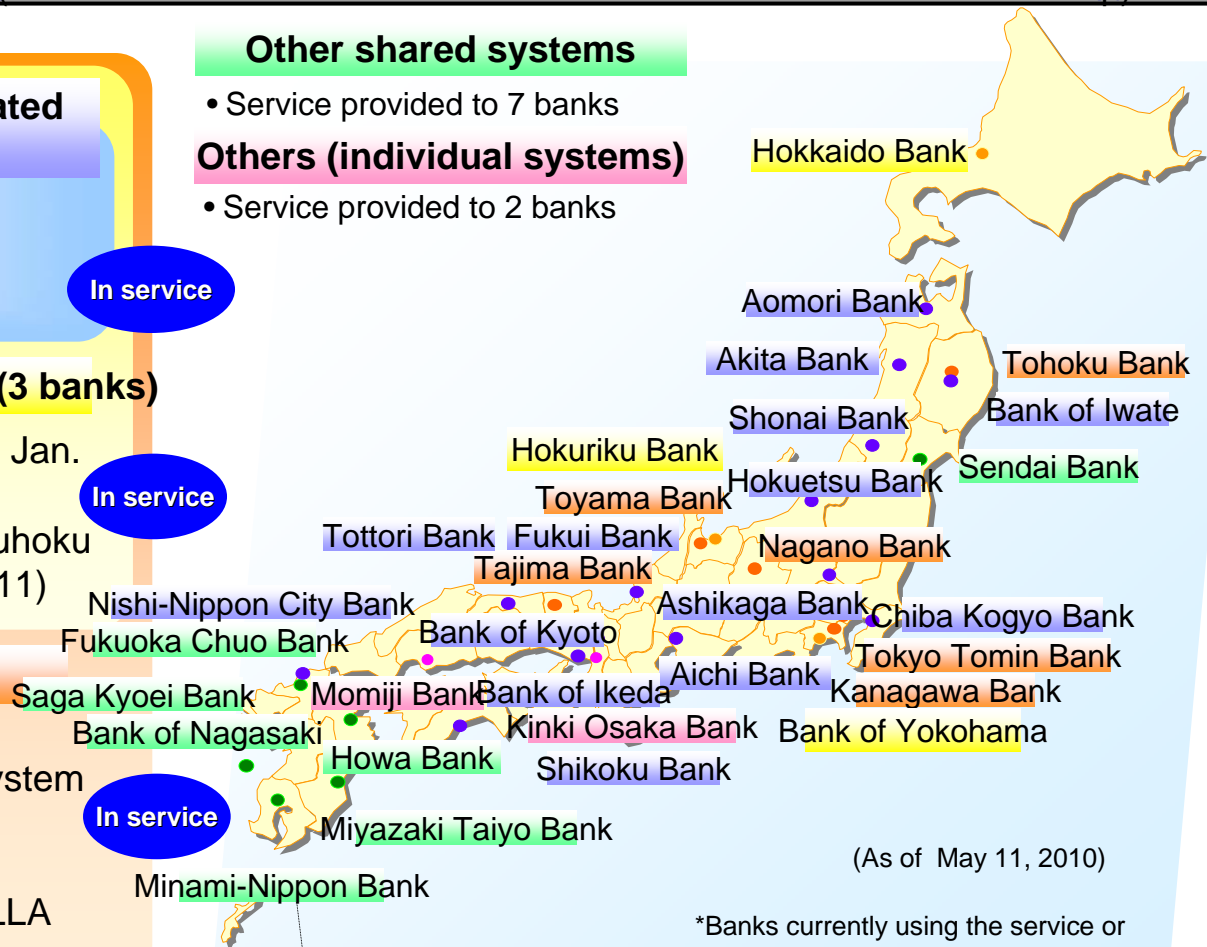 Other shared systems
• Service provided to 7 banks
Others (individual systems)
• Service provided to 2 banks
ated
In service
(3 banks)
Jan.
In service
uhoku
11)
ystem
In service
LLA
Hokkaido Bank
Aomori Bank
Akita Bank
Tohoku Bank
Bank of Iwate
Shonai Bank
Hokuriku Bank
Sendai Bank
Hokuetsu Bank
Toyama Bank
Tottori Bank
Fukui Bank
Nagano Bank
Tajima Bank
Nishi-Nippon City Bank
Ashikaga Bank
Chiba Kogyo Bank
Fukuoka Chuo Bank
Bank of Kyoto
Tokyo Tomin Bank
Aichi Bank
Saga Kyoei Bank
Momiji Bank
Bank of Ikeda
Kanagawa Bank
Bank of Nagasaki
Kinki Osaka Bank
Bank of Yokohama
Howa Bank
Shikoku Bank
Miyazaki Taiyo Bank
Minami-Nippon Bank
(As of May 11, 2010)
*Banks currently using the service or